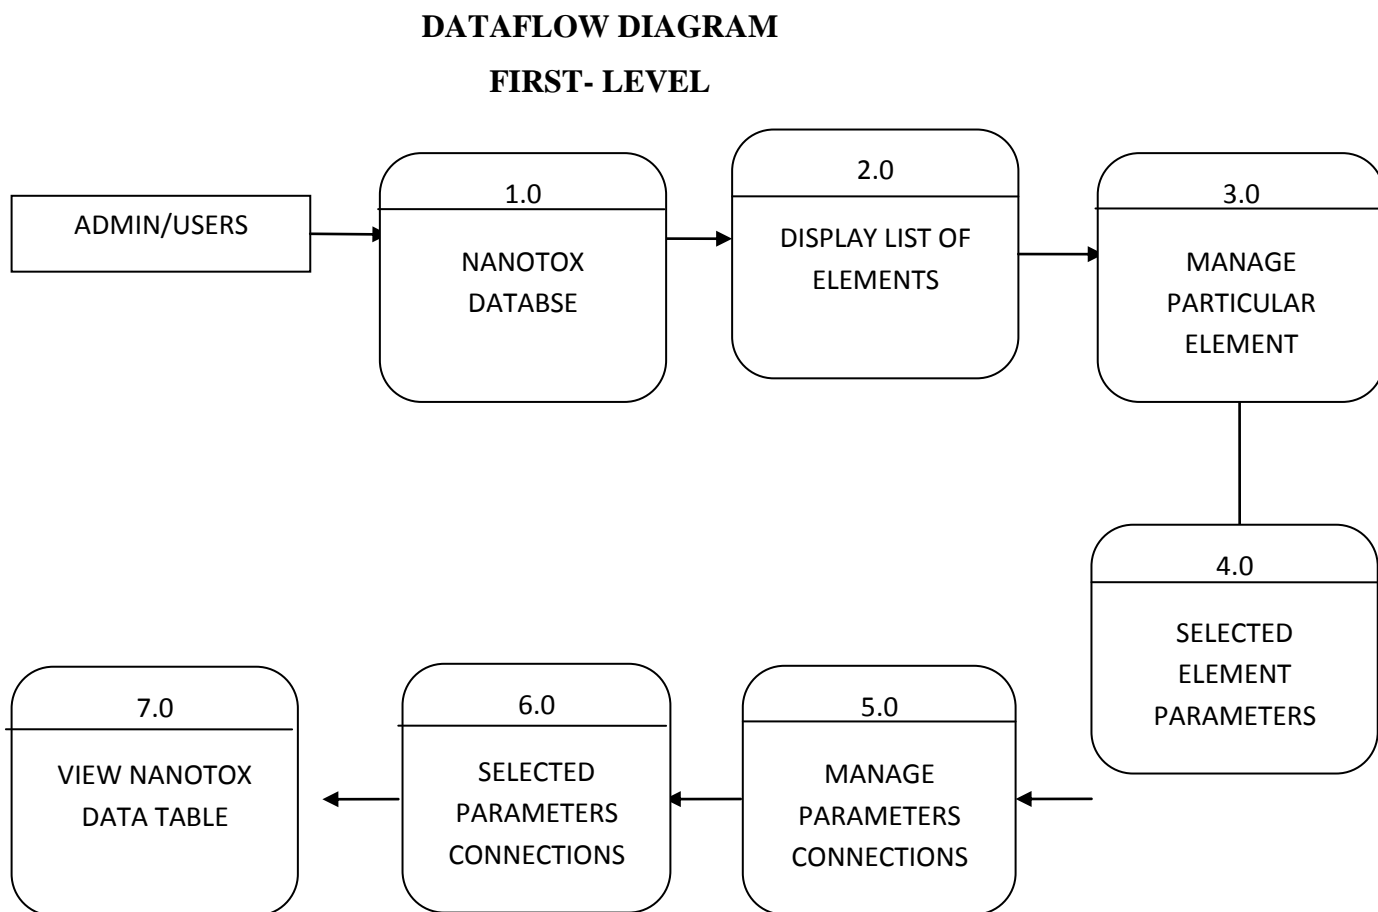 DATAFLOW DIAGRAM
FIRST- LEVEL
ADMIN/USERS
1.0
NANOTOX
DATABSE
2.0
DISPLAY LIST OF
ELEMENTS
3.0
MANAGE
PARTICULAR
ELEMENT
4.0
SELECTED
ELEMENT
PARAMETERS
5.0
MANAGE
PARAMETERS
CONNECTIONS
6.0
SELECTED
PARAMETERS
CONNECTIONS
7.0
VIEW NANOTOX
DATA TABLE